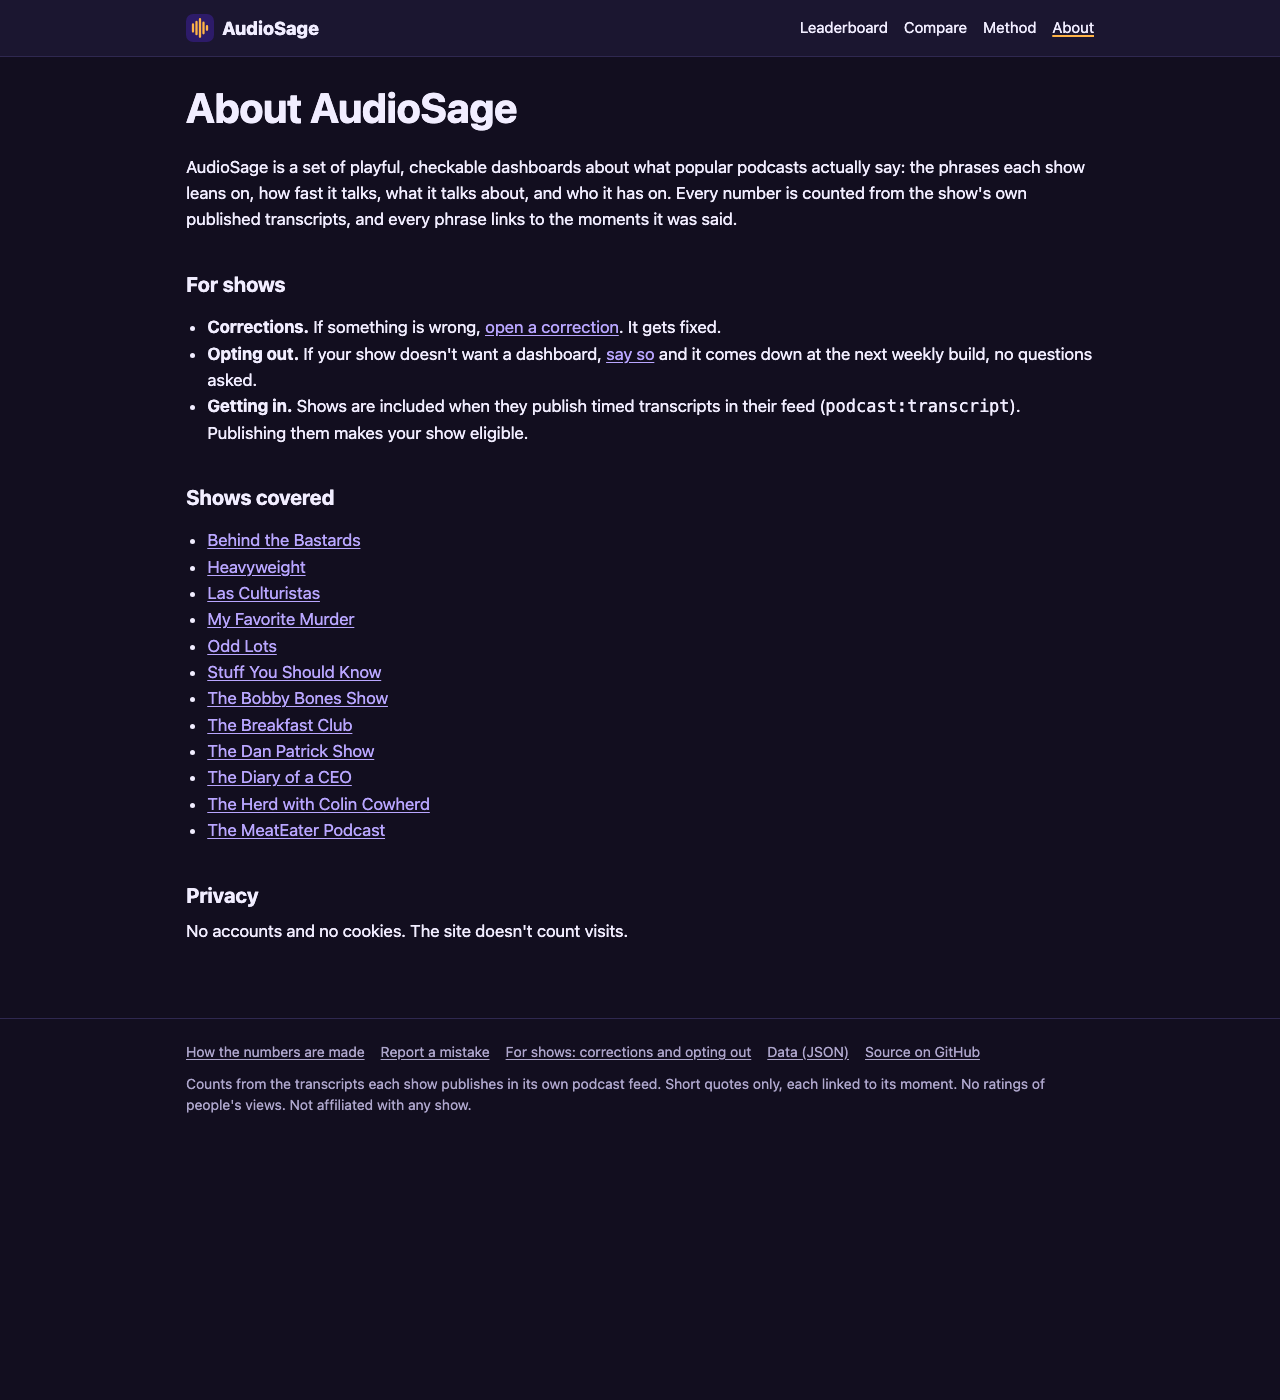 AudioSage
Leaderboard Compare Method About
About AudioSage
AudioSage is a set of playful, checkable dashboards about what popular podcasts actually say: the phrases each show
leans on, how fast it talks, what it talks about, and who it has on. Every number is counted from the show's own
published transcripts, and every phrase links to the moments it was said.
For shows
• Corrections. If something is wrong, open a correction. It gets fixed.
• Opting out. If your show doesn't want a dashboard, say so and it comes down at the next weekly build, no questions
asked.
• Getting in. Shows are included when they publish timed transcripts in their feed (podcast:transcript).
Publishing them makes your show eligible.
Shows covered
• Behind the Bastards
• Heavyweight
• Las Culturistas
• My Favorite Murder
• Odd Lots
• Stuff You Should Know
• The Bobby Bones Show
• The Breakfast Club
• The Dan Patrick Show
• The Diary of a CEO
• The Herd with Colin Cowherd
• The MeatEater Podcast
Privacy
No accounts and no cookies. The site doesn't count visits.
How the numbers are made Report a mistake For shows: corrections and opting out Data (JSON) Source on GitHub
Counts from the transcripts each show publishes in its own podcast feed. Short quotes only, each linked to its moment. No ratings of
people's views. Not affiliated with any show.